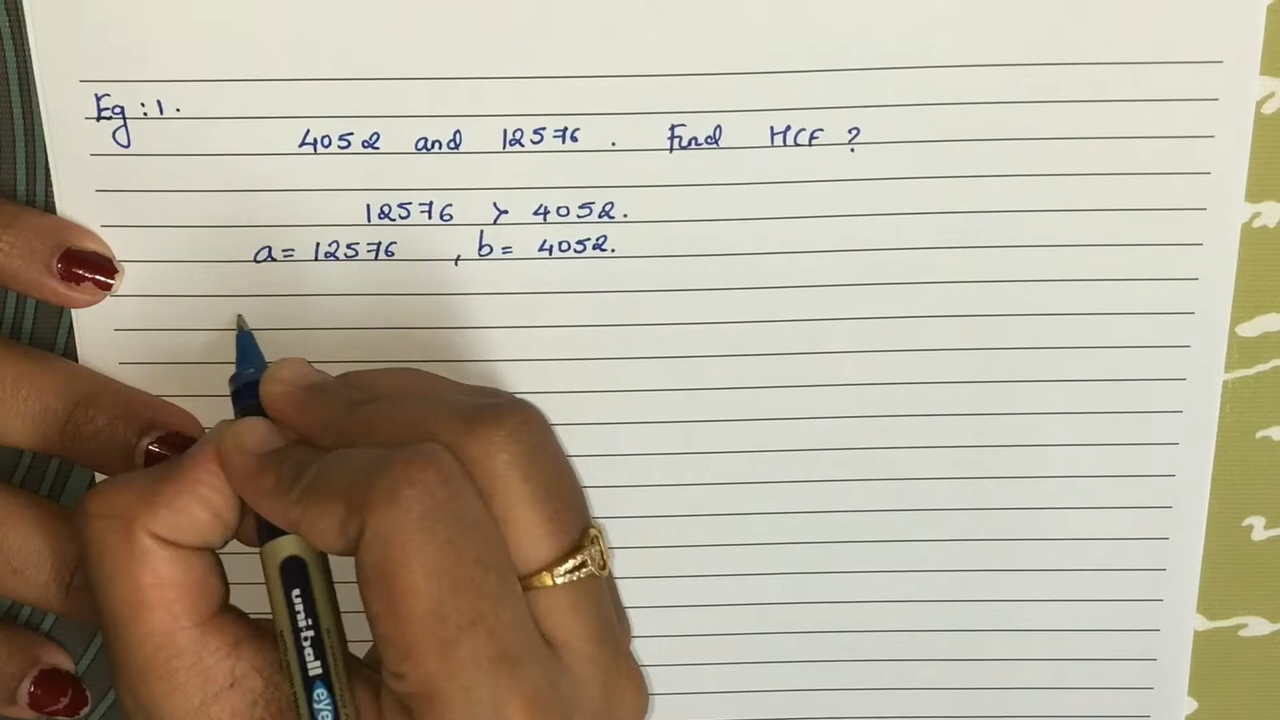 Eg : 1.
4052 and 12576 . Find HCF ?
12576 > 4052.
a = 12576 , b = 4052.
uni-ball eye